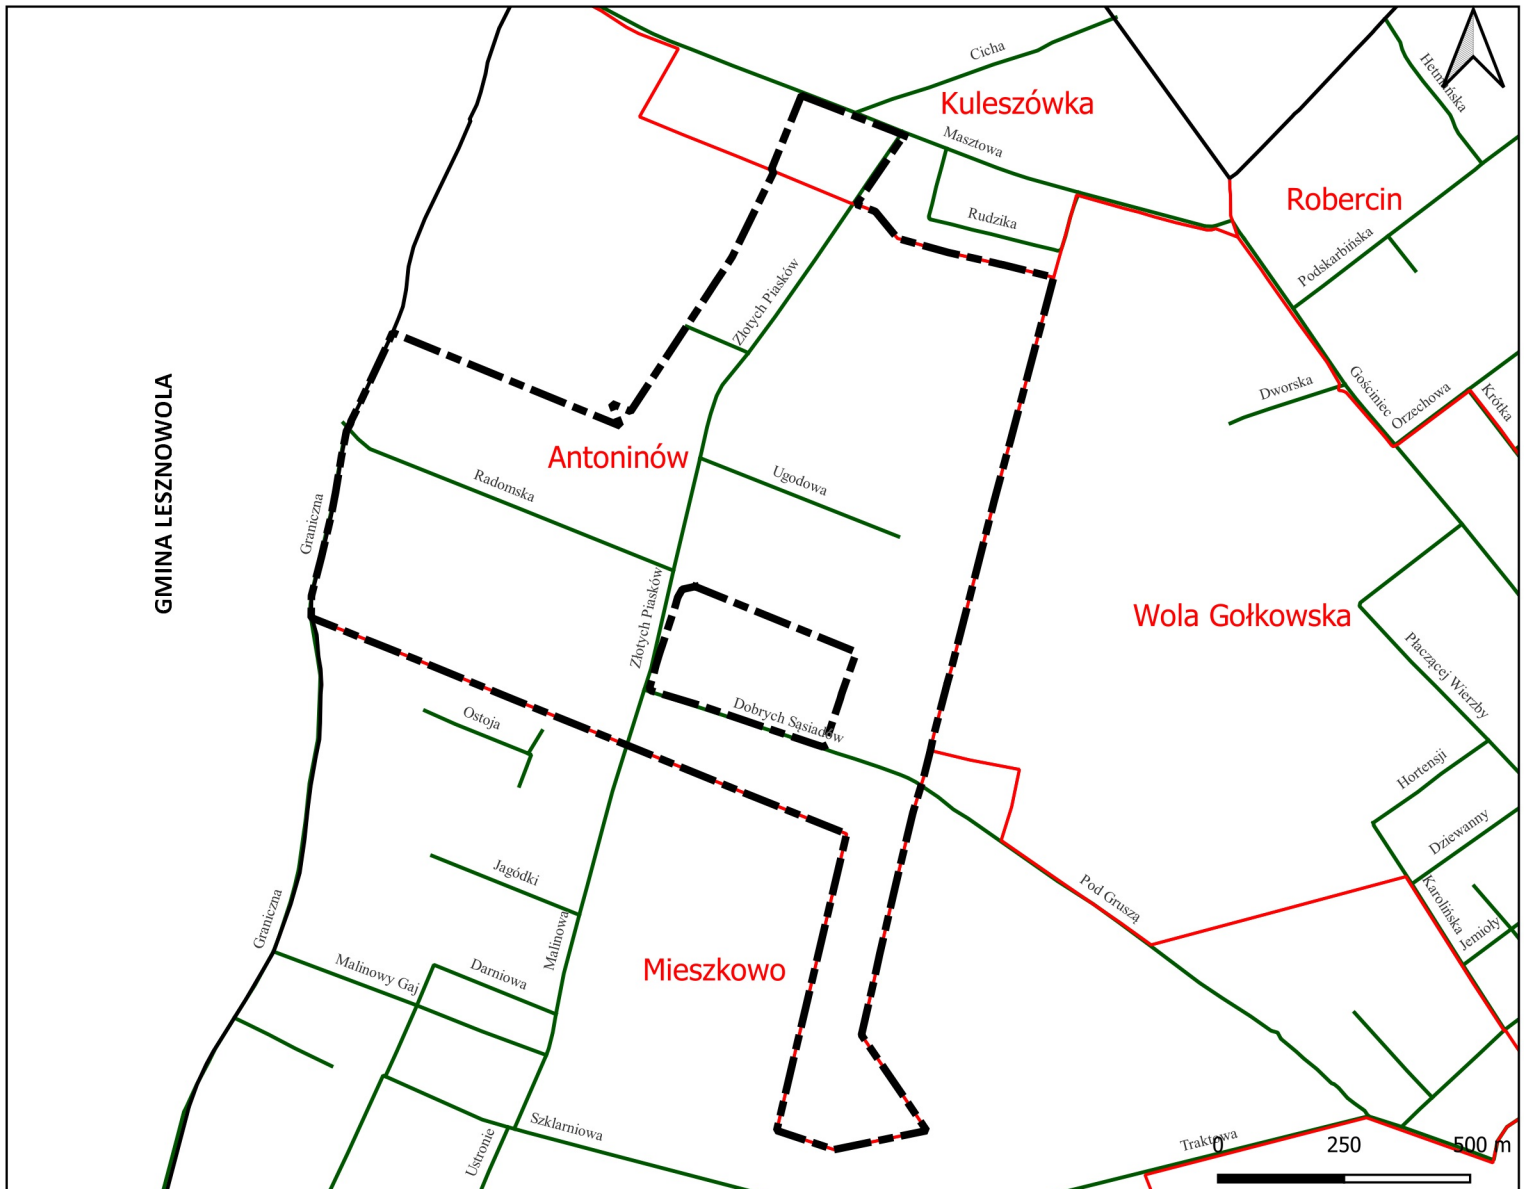 Cicha
Hetmańska
Kuleszówka
Masztowa
Robercin
Rudzika
Podskarbińska
Złotych Piasków
Gościniec
Dworska
Orzechowa
Krótka
GMINA LESZNOWOLA
Antoninów
Radomska
Ugodowa
Graniczna
Złotych Piasków
Wola Gołkowska
Płaczącej Wierzby
Dobrych Sąsiadów
Ostoja
Hortensji
Dziewanny
Jagódki
Pod Gruszą
Karolińska
Graniczna
Malinowa
Jemioły
Mieszkowo
Malinowy Gaj
Darniowa
Szklarniowa
Ustronie
Traktowa
0 250 500 m